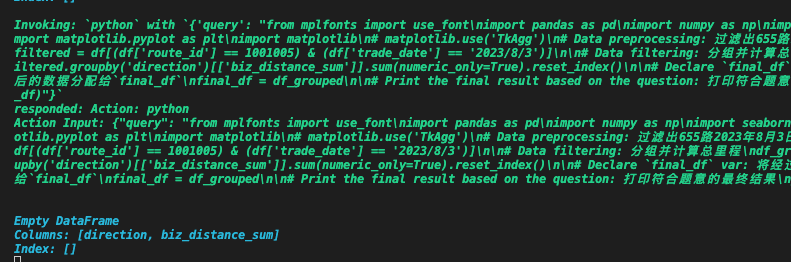 Index: []
Invoking: `python` with `{'query': "from mplfonts import use_font\nimport pandas as pd\nimport numpy as np\nimp
mport matplotlib.pyplot as plt\nimport matplotlib\n# matplotlib.use('TkAgg')\n# Data preprocessing: 过滤出655路
filtered = df[(df['route_id'] == 1001005) & (df['trade_date'] == '2023/8/3')]\n\n# Data filtering: 分组并计算总
iltered.groupby('direction')[['biz_distance_sum']].sum(numeric_only=True).reset_index()\n\n# Declare `final_df`
后的数据分配给`final_df`\nfinal_df = df_grouped\n\n# Print the final result based on the question: 打印符合题意
_df)"}`
responded: Action: python
Action Input: {"query": "from mplfonts import use_font\nimport pandas as pd\nimport numpy as np\nimport seaborn
otlib.pyplot as plt\nimport matplotlib\n# matplotlib.use('TkAgg')\n# Data preprocessing: 过滤出655路2023年8月3日
df[(df['route_id'] == 1001005) & (df['trade_date'] == '2023/8/3')]\n\n# Data filtering: 分组并计算总里程\ndf_gr
upby('direction')[['biz_distance_sum']].sum(numeric_only=True).reset_index()\n\n# Declare `final_df` var: 将经过
给`final_df`\nfinal_df = df_grouped\n\n# Print the final result based on the question: 打印符合题意的最终结果\n
Empty DataFrame
Columns: [direction, biz_distance_sum]
Index: []